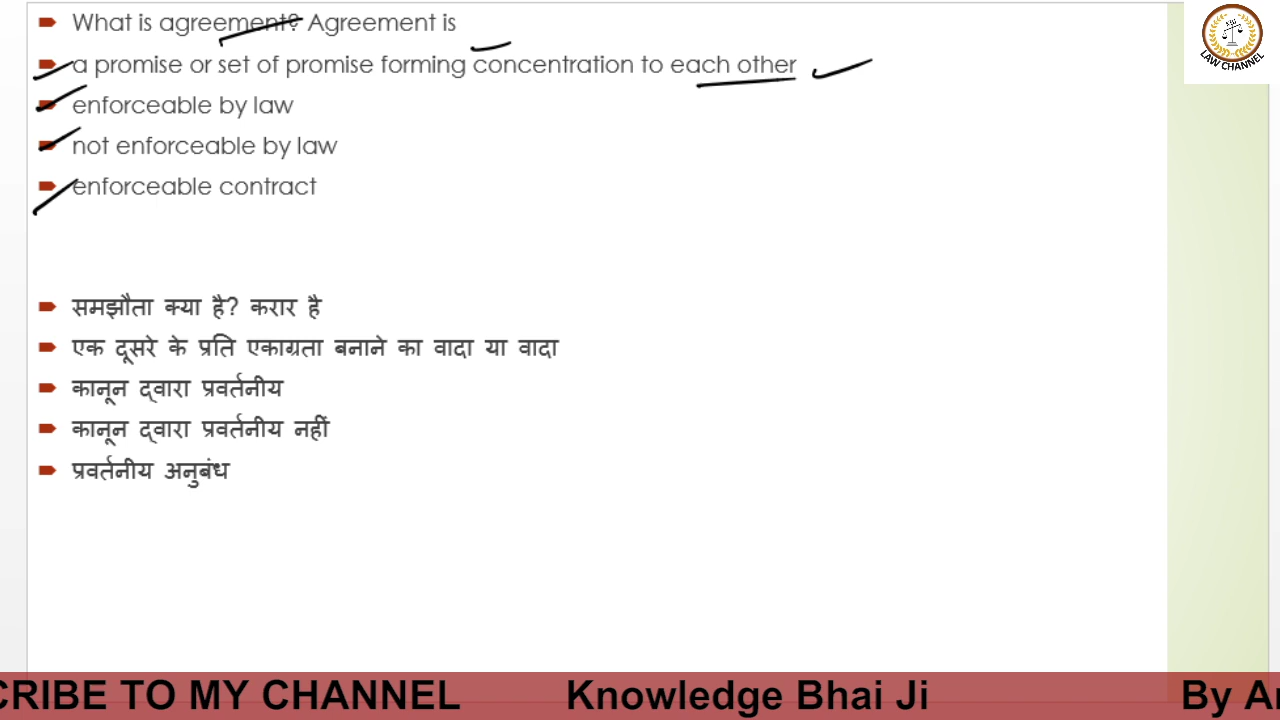 What is agreement? Agreement is
a promise or set of promise forming concentration to each other
enforceable by law
not enforceable by law
enforceable contract
समझौता क्या है? करार है
एक दूसरे के प्रति एकाग्रता बनाने का वादा या वादा
कानून द्वारा प्रवर्तनीय
कानून द्वारा प्रवर्तनीय नहीं
प्रवर्तनीय अनुबंध
LAW CHANNEL
CRIBE TO MY CHANNEL Knowledge Bhai Ji By